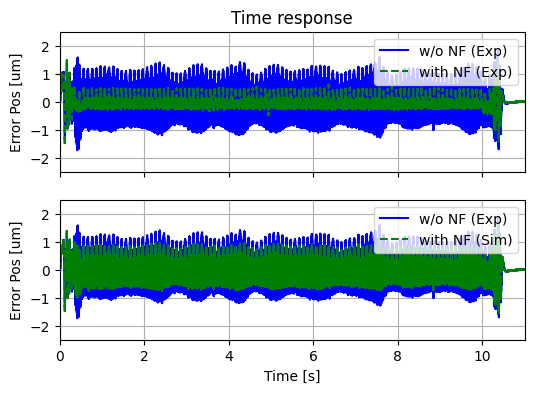 Time response
Error Pos [um]
2
1
0
−1
−2
w/o NF (Exp)
with NF (Exp)
Error Pos [um]
2
1
0
−1
−2
w/o NF (Exp)
with NF (Sim)
0 2 4 6 8 10
Time [s]